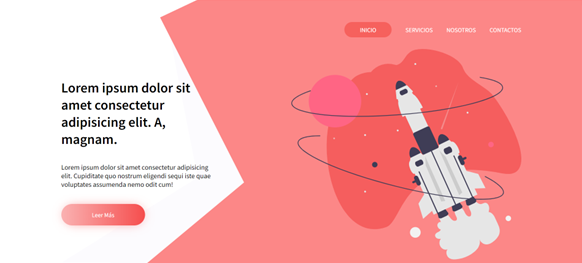 INICIO SERVICIOS NOSOTROS CONTACTOS
Lorem ipsum dolor sit
amet consectetur
adipisicing elit. A,
magnam.
Lorem ipsum dolor sit amet consectetur adipisicing
elit. Cupiditate quo nostrum eligendi sequi iste quae
voluptates assumenda nemo odit cum!
Leer Más